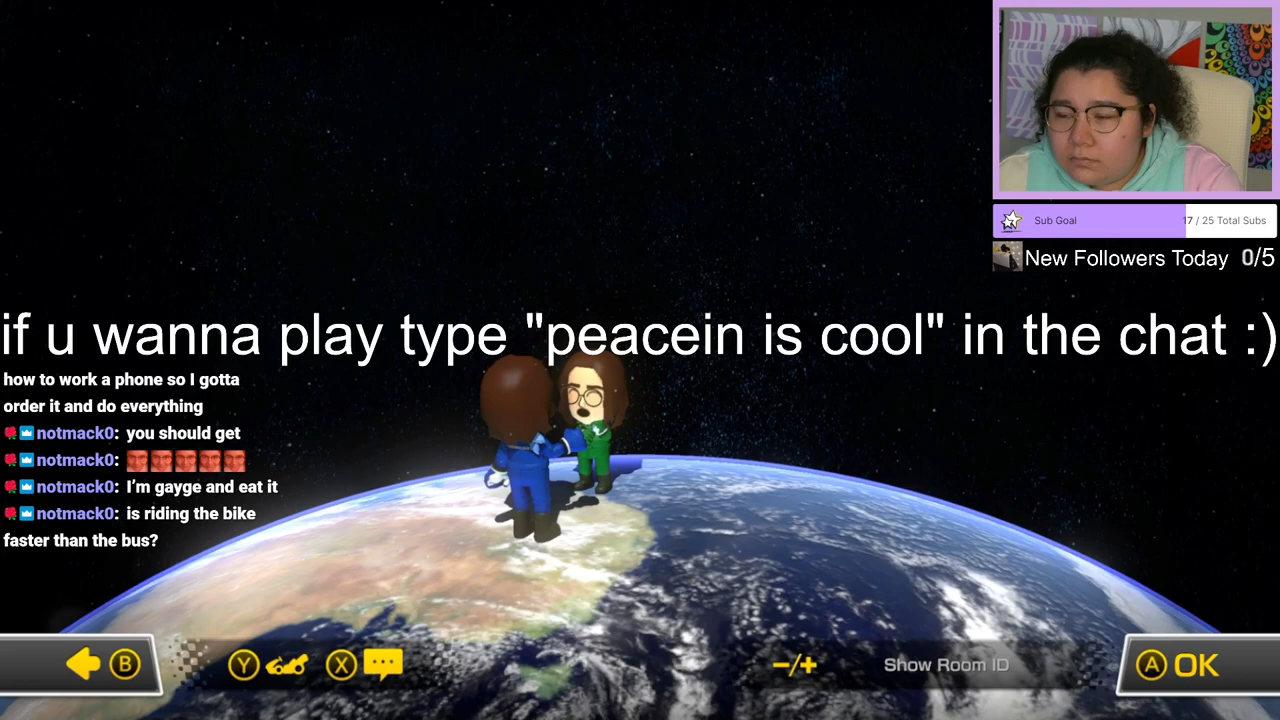 Sub Goal 17 / 25 Total Subs
New Followers Today 0/5
if u wanna play type "peacein is cool" in the chat :)
how to work a phone so I gotta
order it and do everything
notmack0: you should get
notmack0:
notmack0: I'm gayge and eat it
notmack0: is riding the bike
faster than the bus?
B Y X -/+ Show Room ID A OK